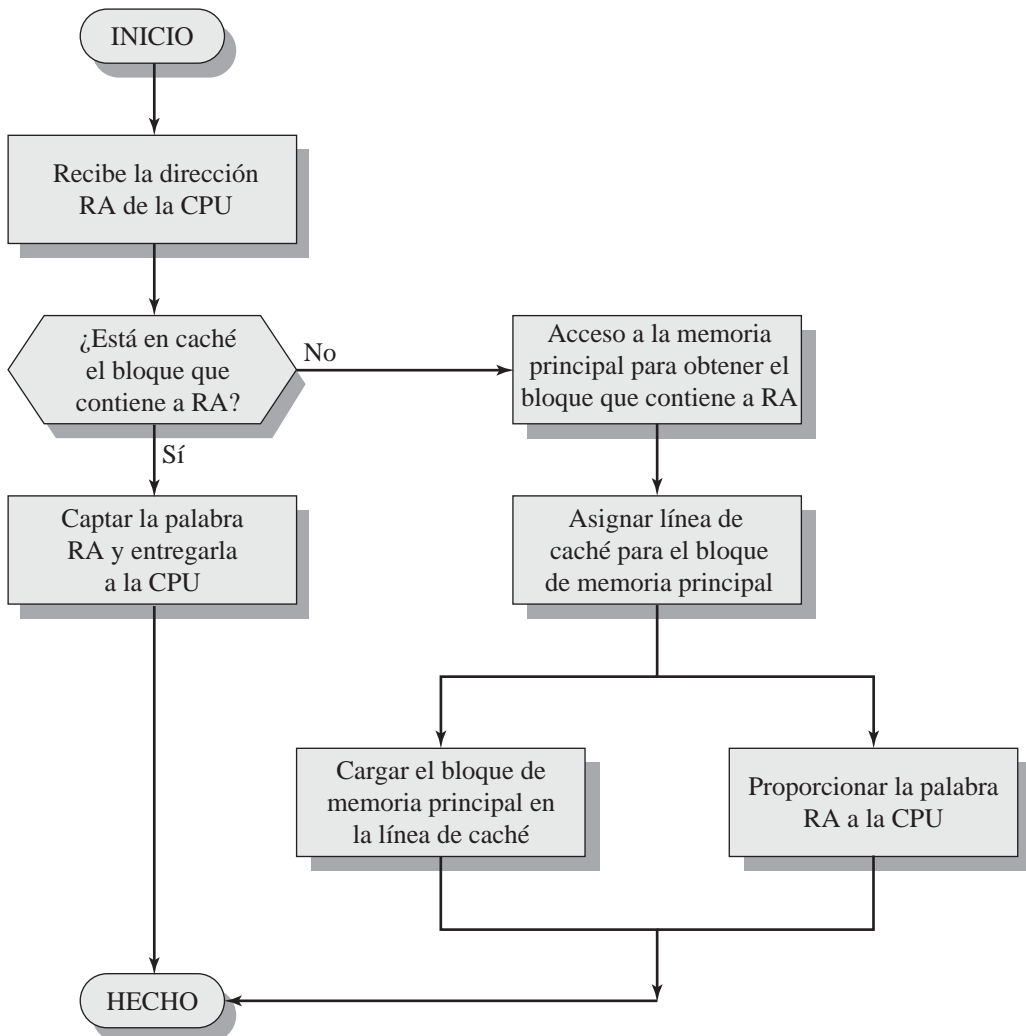 INICIO
Recibe la dirección
RA de la CPU
¿Está en caché
el bloque que
contiene a RA?
No
Acceso a la memoria
principal para obtener el
bloque que contiene a RA
Sí
Captar la palabra
RA y entregarla
a la CPU
Asignar línea de
caché para el bloque
de memoria principal
Cargar el bloque de
memoria principal en
la línea de caché
Proporcionar la palabra
RA a la CPU
HECHO